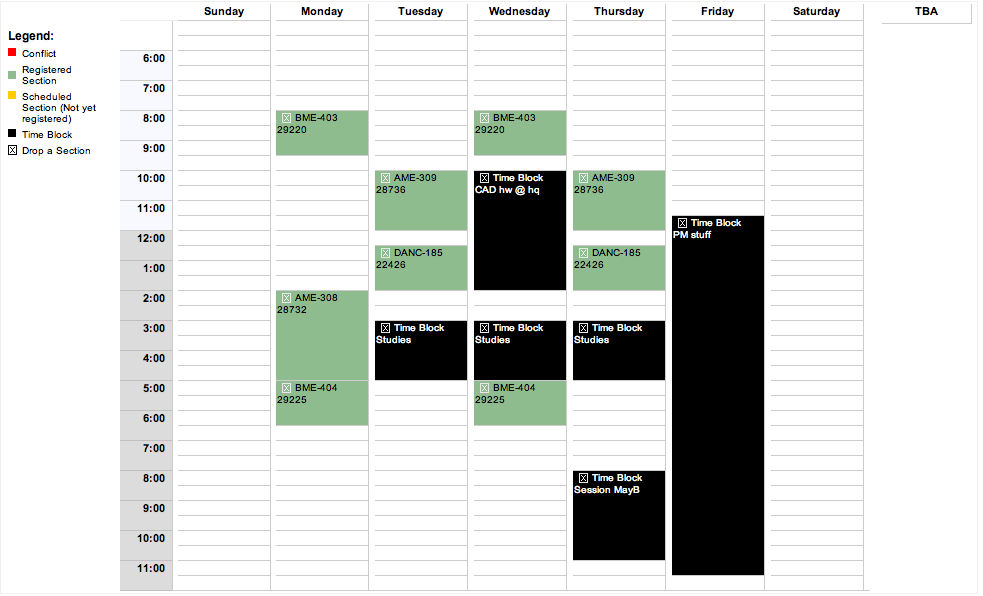 Sunday Monday Tuesday Wednesday Thursday Friday Saturday TBA
Legend:
Conflict
Registered
Section
Scheduled
Section (Not yet
registered)
Time Block
Drop a Section
6:00
7:00
8:00
9:00
10:00
11:00
12:00
1:00
2:00
3:00
4:00
5:00
6:00
7:00
8:00
9:00
10:00
11:00
BME-403
29220
AME-308
28732
BME-404
29225
AME-309
28736
DANC-185
22426
Time Block
Studies
BME-403
29220
Time Block
CAD hw @ hq
Time Block
Studies
BME-404
29225
AME-309
28736
DANC-185
22426
Time Block
Studies
Time Block
Session MayB
Time Block
PM stuff